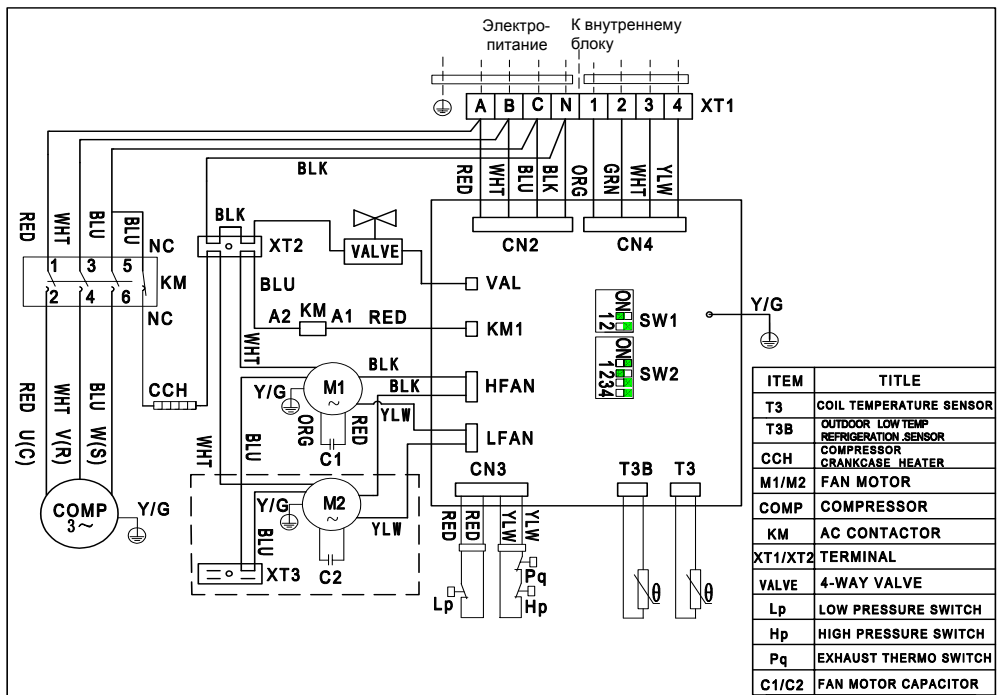 Электро-
питание
К внутреннему
блоку
A B C N 1 2 3 4 XT1
BLK
RED WHT BLU BLK ORG GRN WHT YLW
RED WHT BLU BLU NC
BLK
XT2
VALVE
CN2 CN4
1 3 5
KM
2 4 6
NC
BLU
VAL
A2 KM A1 RED
KM1
ON
12
SW1
ON
1234
SW2
Y/G
WHT
CCH
M1
~
Y/G
BLK
BLK
HFAN
ORG RED YLW
C1
LFAN
RED U(C) WHT V(R) BLU W(S)
WHT BLU
CN3 T3B T3
COMP
3~
Y/G
M2
~
Y/G
YLW
BLU
C2
XT3
RED RED YLW YLW
Pq
Lp
Hp
θ θ
ITEM TITLE
T3 COIL TEMPERATURE SENSOR
T3B OUTDOOR LOW TEMP
REFRIGERATION .SENSOR
CCH COMPRESSOR
CRANKCASE HEATER
M1/M2 FAN MOTOR
COMP COMPRESSOR
KM AC CONTACTOR
XT1/XT2 TERMINAL
VALVE 4-WAY VALVE
Lp LOW PRESSURE SWITCH
Hp HIGH PRESSURE SWITCH
Pq EXHAUST THERMO SWITCH
C1/C2 FAN MOTOR CAPACITOR